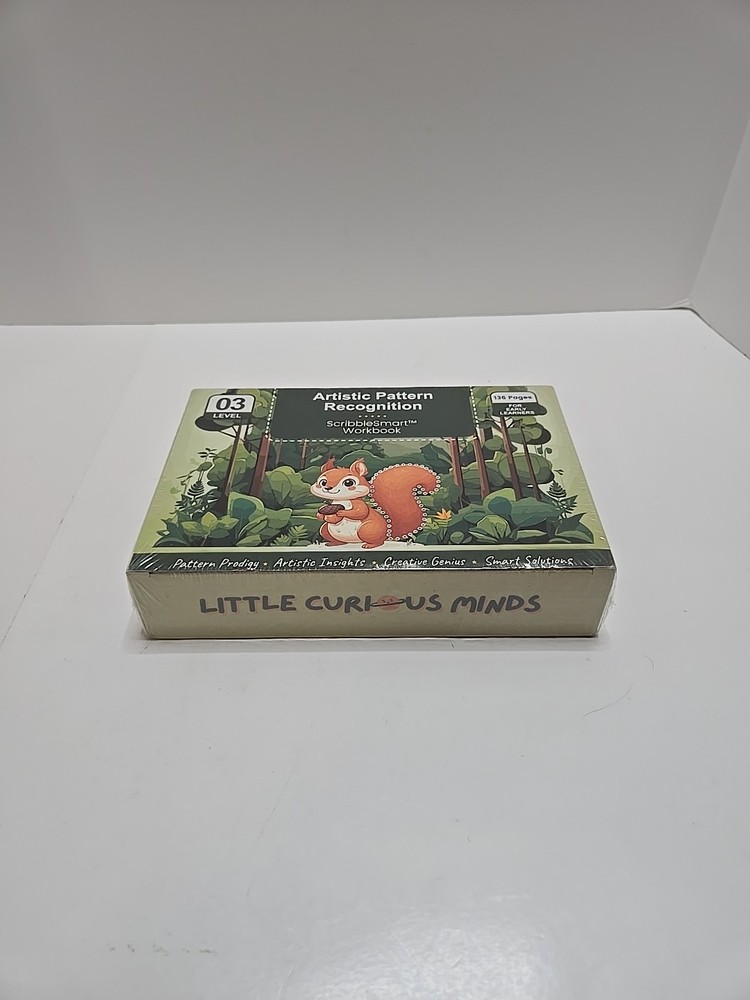 03
LEVEL
Artistic Pattern
Recognition
ScribbleSmart™
Workbook
136 Pages
FOR
EARLY
LEARNERS
Pattern Prodigy • Artistic Insights • Creative Genius • Smart Solutions
LITTLE CURIOUS MINDS